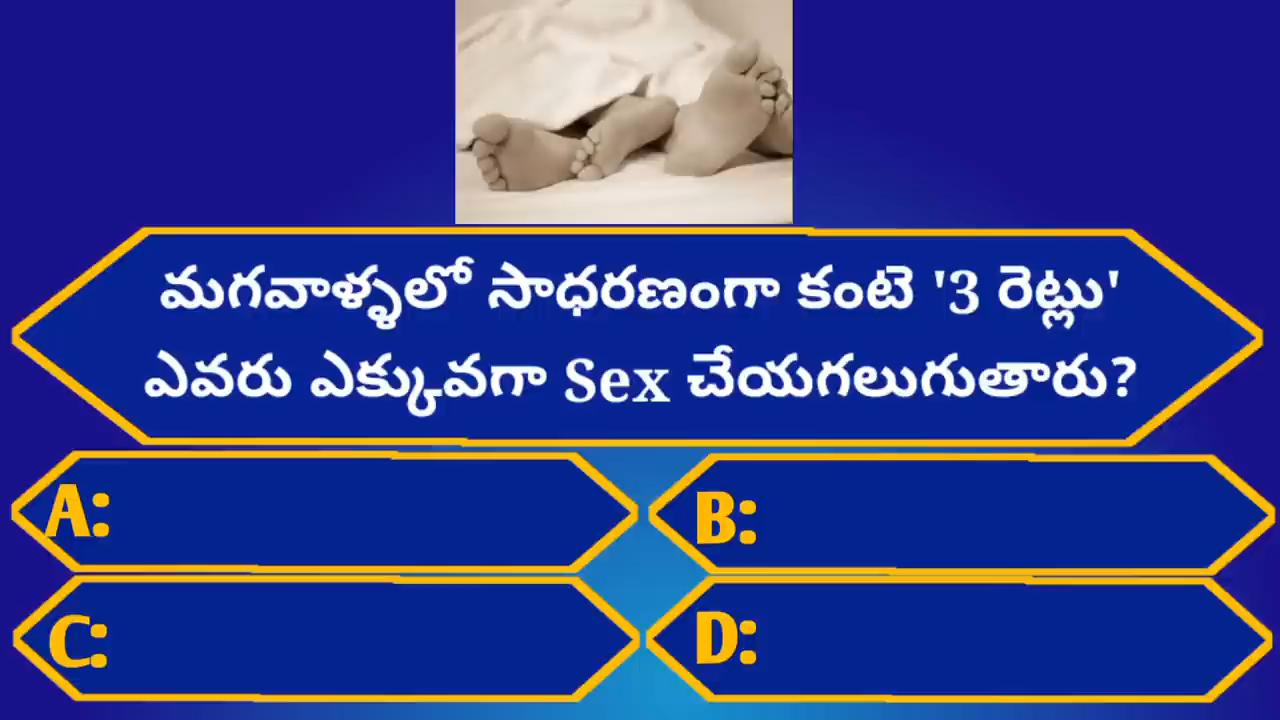 మగవాళ్ళలో సాధరణంగా కంటె '3 రెట్లు'
ఎవరు ఎక్కువగా Sex చేయగలుగుతారు?
A:
B:
C:
D: